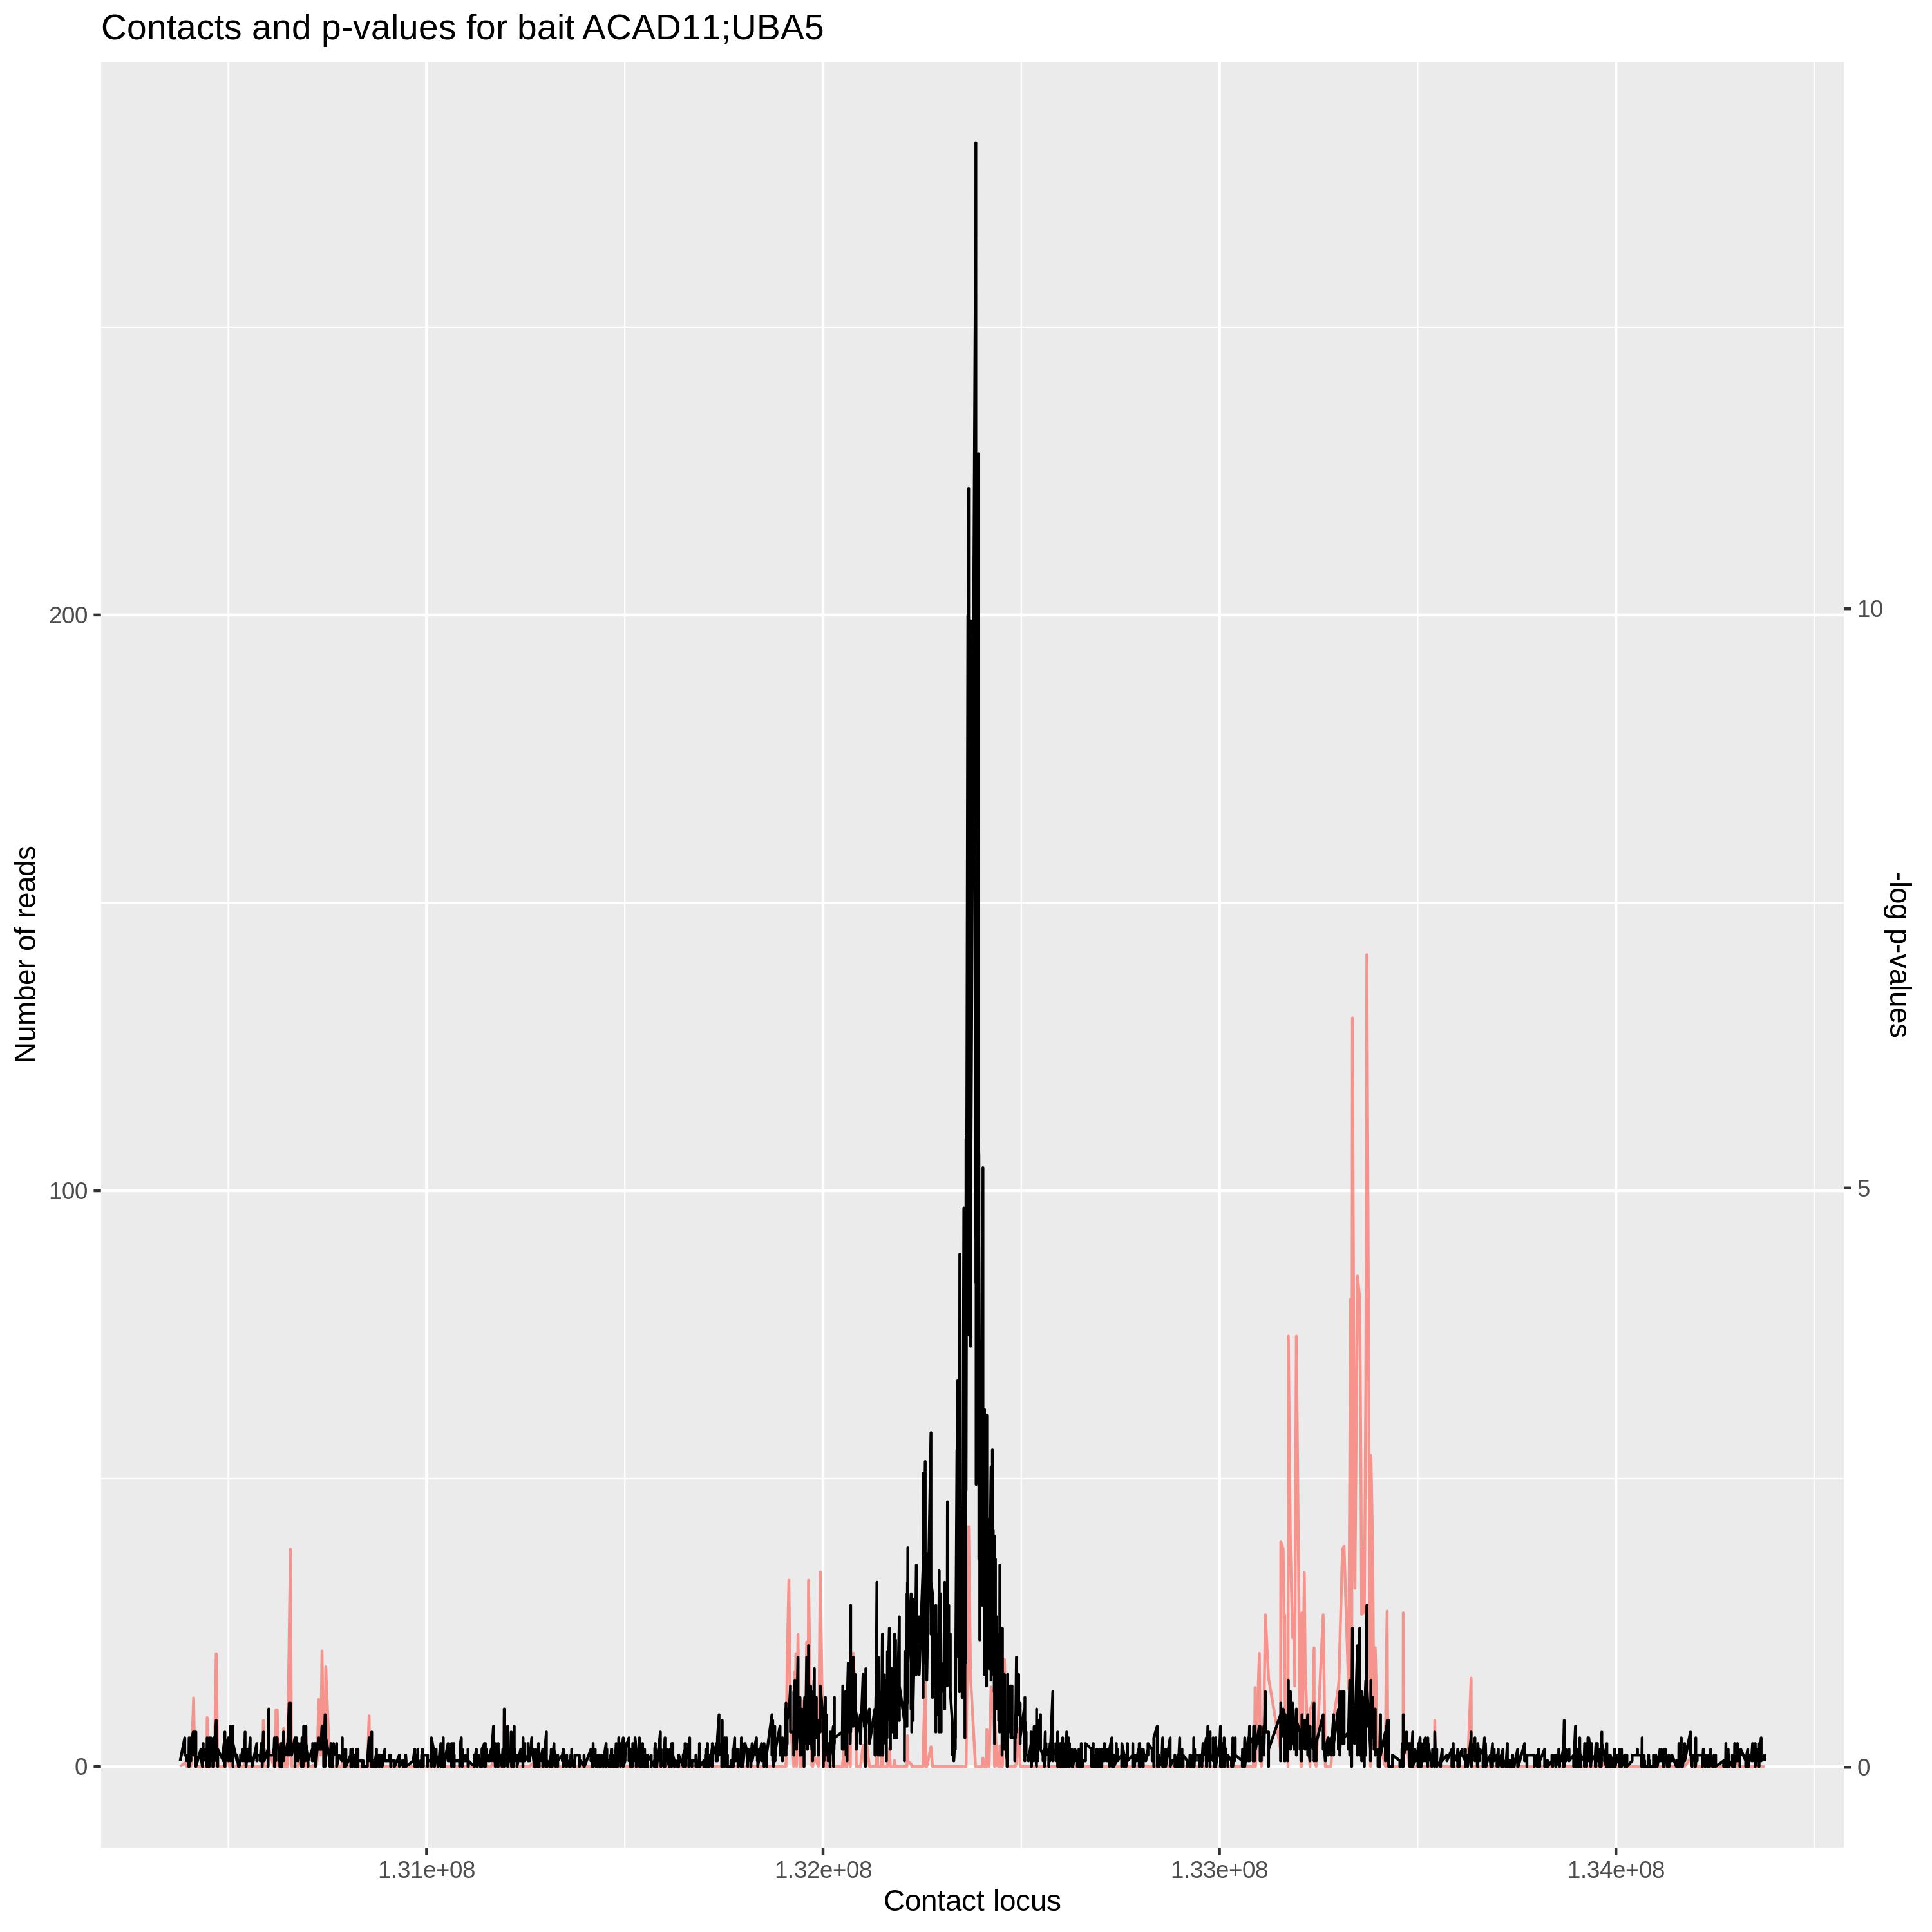 Contacts and p-values for bait ACAD11;UBA5
Number of reads
200
100
0
-log p-values
10
5
0
1.31e+08
1.32e+08
1.33e+08
1.34e+08
Contact locus